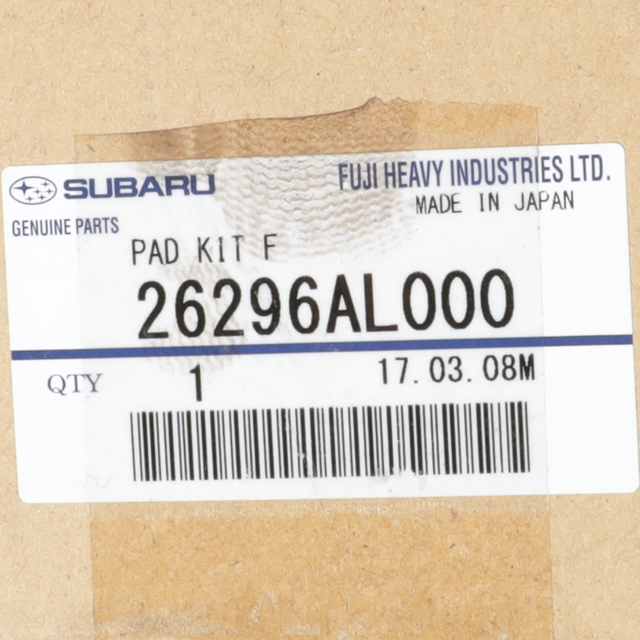 SUBARU
FUJI HEAVY INDUSTRIES LTD.
MADE IN JAPAN
GENUINE PARTS
PAD KIT F
26296AL000
QTY 1 17.03.08M